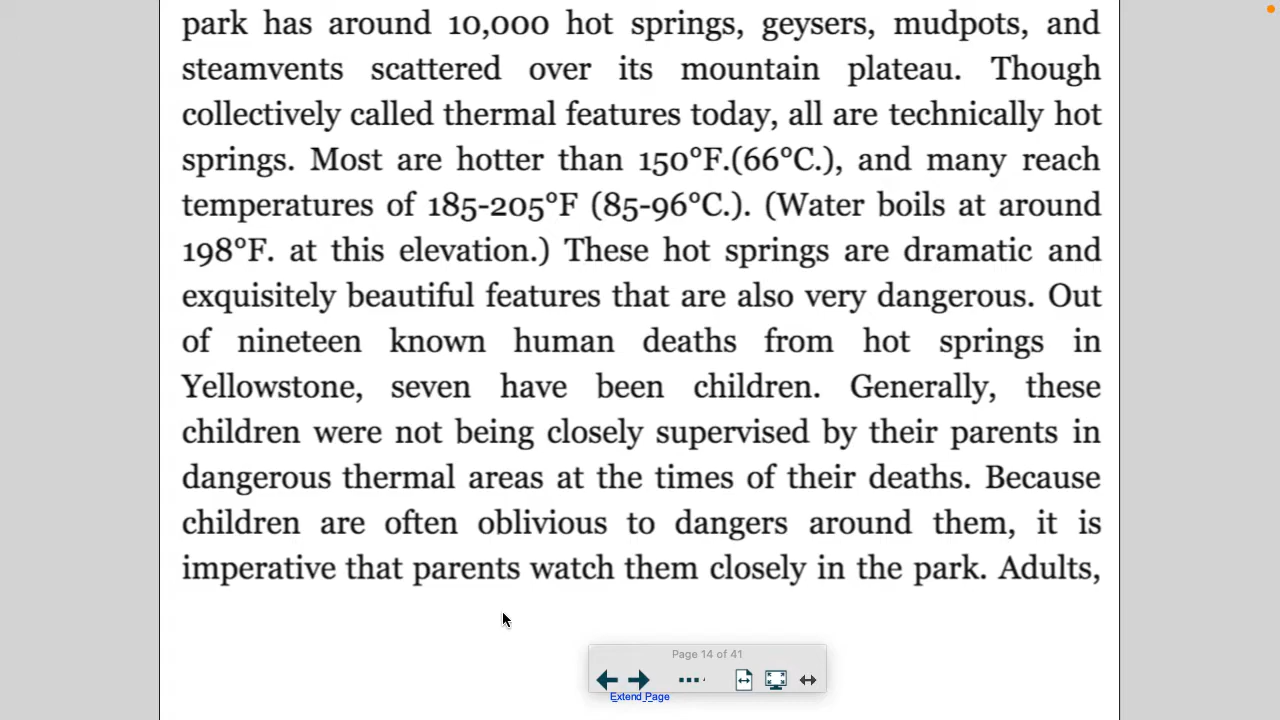 park has around 10,000 hot springs, geysers, mudpots, and
steamvents scattered over its mountain plateau. Though
collectively called thermal features today, all are technically hot
springs. Most are hotter than 150°F.(66°C.), and many reach
temperatures of 185-205°F (85-96°C.). (Water boils at around
198°F. at this elevation.) These hot springs are dramatic and
exquisitely beautiful features that are also very dangerous. Out
of nineteen known human deaths from hot springs in
Yellowstone, seven have been children. Generally, these
children were not being closely supervised by their parents in
dangerous thermal areas at the times of their deaths. Because
children are often oblivious to dangers around them, it is
imperative that parents watch them closely in the park. Adults,
Page 14 of 41
Extend Page